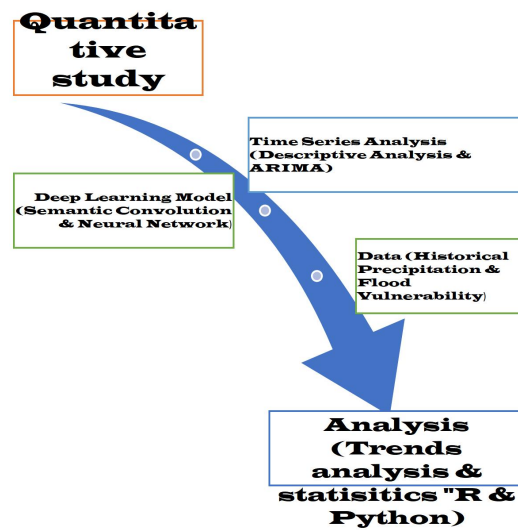 Quantita
tive
study
Time Series Analysis
(Descriptive Analysis &
ARIMA)
Deep Learning Model
(Semantic Convolution
& Neural Network)
Data (Historical
Precipitation &
Flood
Vulnerability)
Analysis
(Trends
analysis &
statisitics "R &
Python)